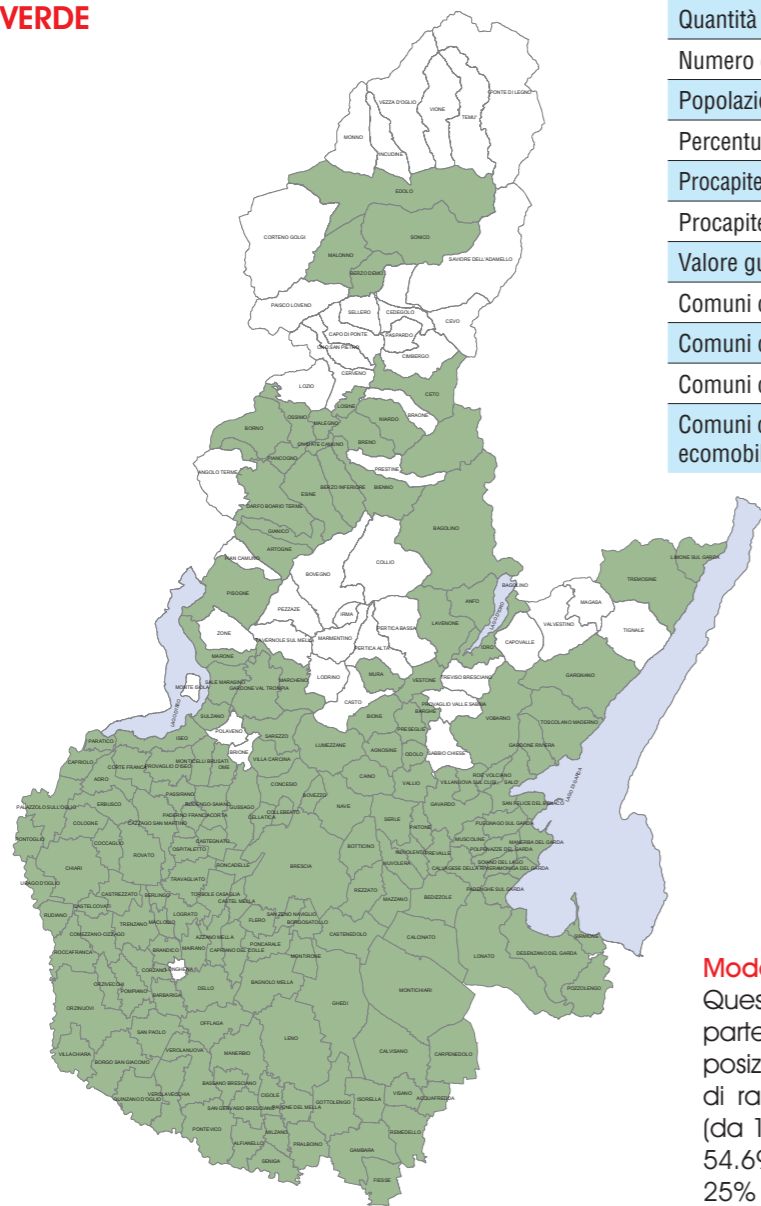 VERDE
Quantità
Numero
Popolazio
Percentu
Procapite
Procapite
Valore gu
Comuni c
Comuni c
Comuni c
Comuni c
ecomobi
PONTE DI LEGNO
VEZZA D'OGLIO
VIONE
TEMU'
MONNO
INCUDINE
EDOLO
CORTENO GOLGI
SONICO
MALONNO
SAVIORE DELL'ADAMELLO
BERZO DEMO
PAISCO LOVENO
SELLERO
CEDEGOLO
CEVO
CAPO DI PONTE
PASPARDO
ONO SAN PIETRO
CIMBERGO
CERVENO
LOZIO
CETO
LOSINE
BRAONE
OSSIMO
MALEGNO
NIARDO
BORNO
CIVIDATE CAMUNO
BRENO
PIANCOGNO
PRESTINE
ANGOLO TERME
BERZO INFERIORE
BIENNO
ESINE
DARFO BOARIO TERME
BAGOLINO
GIANICO
ARTOGNE
PIAN CAMUNO
BOVEGNO
COLLIO
LIMONE SUL GARDA
TREMOSINE
BAGOLINO
PISOGNE
ANFO
MAGASA
PEZZAZE
IRMA
LAGO D'IDRO
VALVESTINO
LAVENONE
TIGNALE
ZONE
TAVERNOLE SUL MELLA
MARMENTINO
PERTICA BASSA
IDRO
CAPOVALLE
PERTICA ALTA
MARONE
LODRINO
MURA
TREVISO BRESCIANO
GARGNANO
SALE MARASINO
MARCHENO
VESTONE
MONTE ISOLA
GARDONE VAL TROMPIA
CASTO
PROVAGLIO VALLE SABBIA
LAGO D'ISEO
SULZANO
BIONE
BARGHE
VOBARNO
TOSCOLANO MADERNO
POLAVENO
PRESEGLIE
ISEO
SAREZZO
LUMEZZANE
AGNOSINE
ODOLO
SABBIO CHIESE
GARDONE RIVIERA
PARATICO
BRIONE
CAPRIOLO
CORTE FRANCA
PROVAGLIO D'ISEO
MONTICELLI BRUSATI
OME
VILLA CARCINA
ADRO
CAINO
VALLIO
ROE' VOLCIANO
VILLANUOVA SUL CLISI
SALO'
LAGO DI GARDA
PASSIRANO
CONCESIO
BOVEZZO
PALAZZOLO SULL'OGLIO
ERBUSCO
RODENGO-SAIANO
GUSSAGO
NAVE
GAVARDO
SAN FELICE DEL BENACO
PADERNO FRANCIACORTA
COLLEBEATO
CELLATICA
SERLE
PUEGNAGO SUL GARDA
COLOGNE
CAZZAGO SAN MARTINO
PAITONE
PONTOGLIO
COCCAGLIO
CASTEGNATO
BOTTICINO
MUSCOLINE
MANERBA DEL GARDA
ROVATO
OSPITALETTO
NUVOLENTO
PREVALLE
POLPENAZZE DEL GARDA
CHIARI
RONCADELLE
BRESCIA
NUVOLERA
SOIANO DEL LAGO
CALVAGESE DELLA RIVIERA
MONIGA DEL GARDA
URAGO D'OGLIO
TRAVAGLIATO
REZZATO
BEDIZZOLE
PADENGHE SUL GARDA
CASTREZZATO
BERLINGO
TORBOLE CASAGLIA
MAZZANO
CASTELCOVATI
CASTEL MELLA
RUDIANO
LOGRATO
SAN ZENO NAVIGLIO
TRENZANO
MACLODIO
FLERO
BORGOSATOLLO
CASTENEDOLO
CALCINATO
SIRMIONE
COMEZZANO-CIZZAGO
AZZANO MELLA
PONCARALE
ROCCAFRANCA
BRANDICO
MAIRANO
CAPRIANO DEL COLLE
MONTIRONE
LONATO
DESENZANO DEL GARDA
CORZANO
LONGHENA
ORZIVECCHI
POMPIANO
BARBARIGA
DELLO
BAGNOLO MELLA
MONTICHIARI
POZZOLENGO
ORZINUOVI
GHEDI
OFFLAGA
SAN PAOLO
LENO
VILLACHIARA
VEROLANUOVA
MANERBIO
CALVISANO
BORGO SAN GIACOMO
CARPENEDOLO
BASSANO BRESCIANO
QUINZANO D'OGLIO
VEROLAVECCHIA
CIGOLE
GOTTOLENGO
VISANO
SAN GERVASIO BRESCIANO
PAVONE DEL MELLA
ISORELLA
ACQUAFREDDA
PONTEVICO
MILZANO
REMEDELLO
ALFIANELLO
PRALBOINO
GAMBARA
SENIGA
FIESSE
Mode
Ques
parte
posiz
di ra
(da 1
54.69
25%